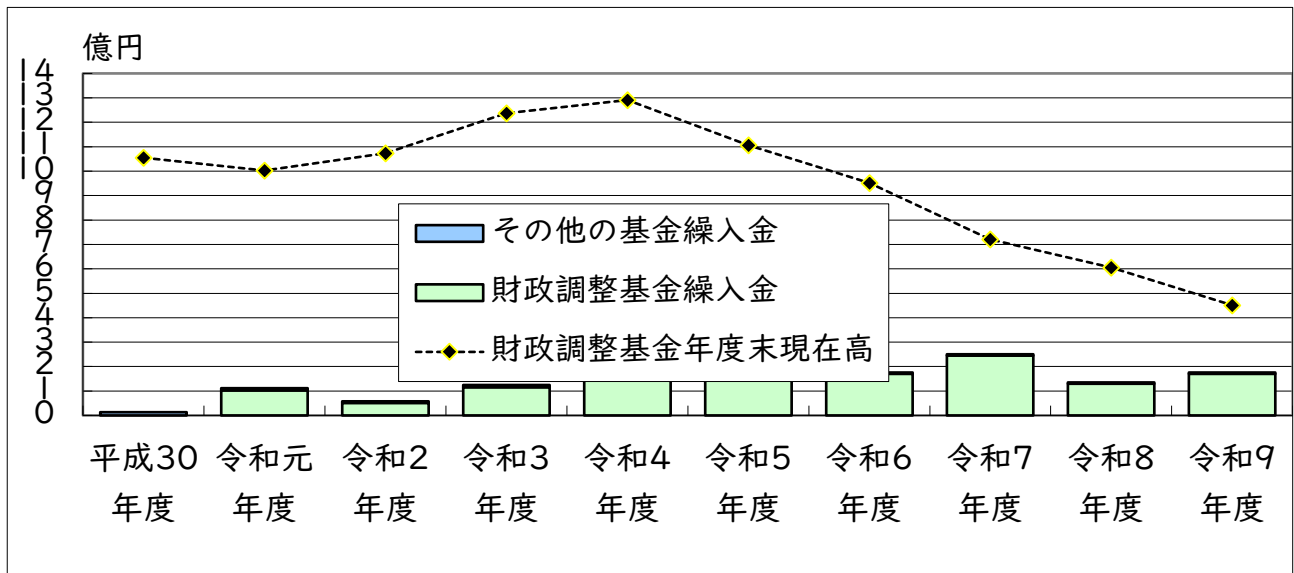 億円
14
13
12
11
10
9
8
7
6
5
4
3
2
1
0
その他の基金繰入金
財政調整基金繰入金
財政調整基金年度末現在高
平成30 令和元 令和2 令和3 令和4 令和5 令和6 令和7 令和8 令和9
年度 年度 年度 年度 年度 年度 年度 年度 年度 年度